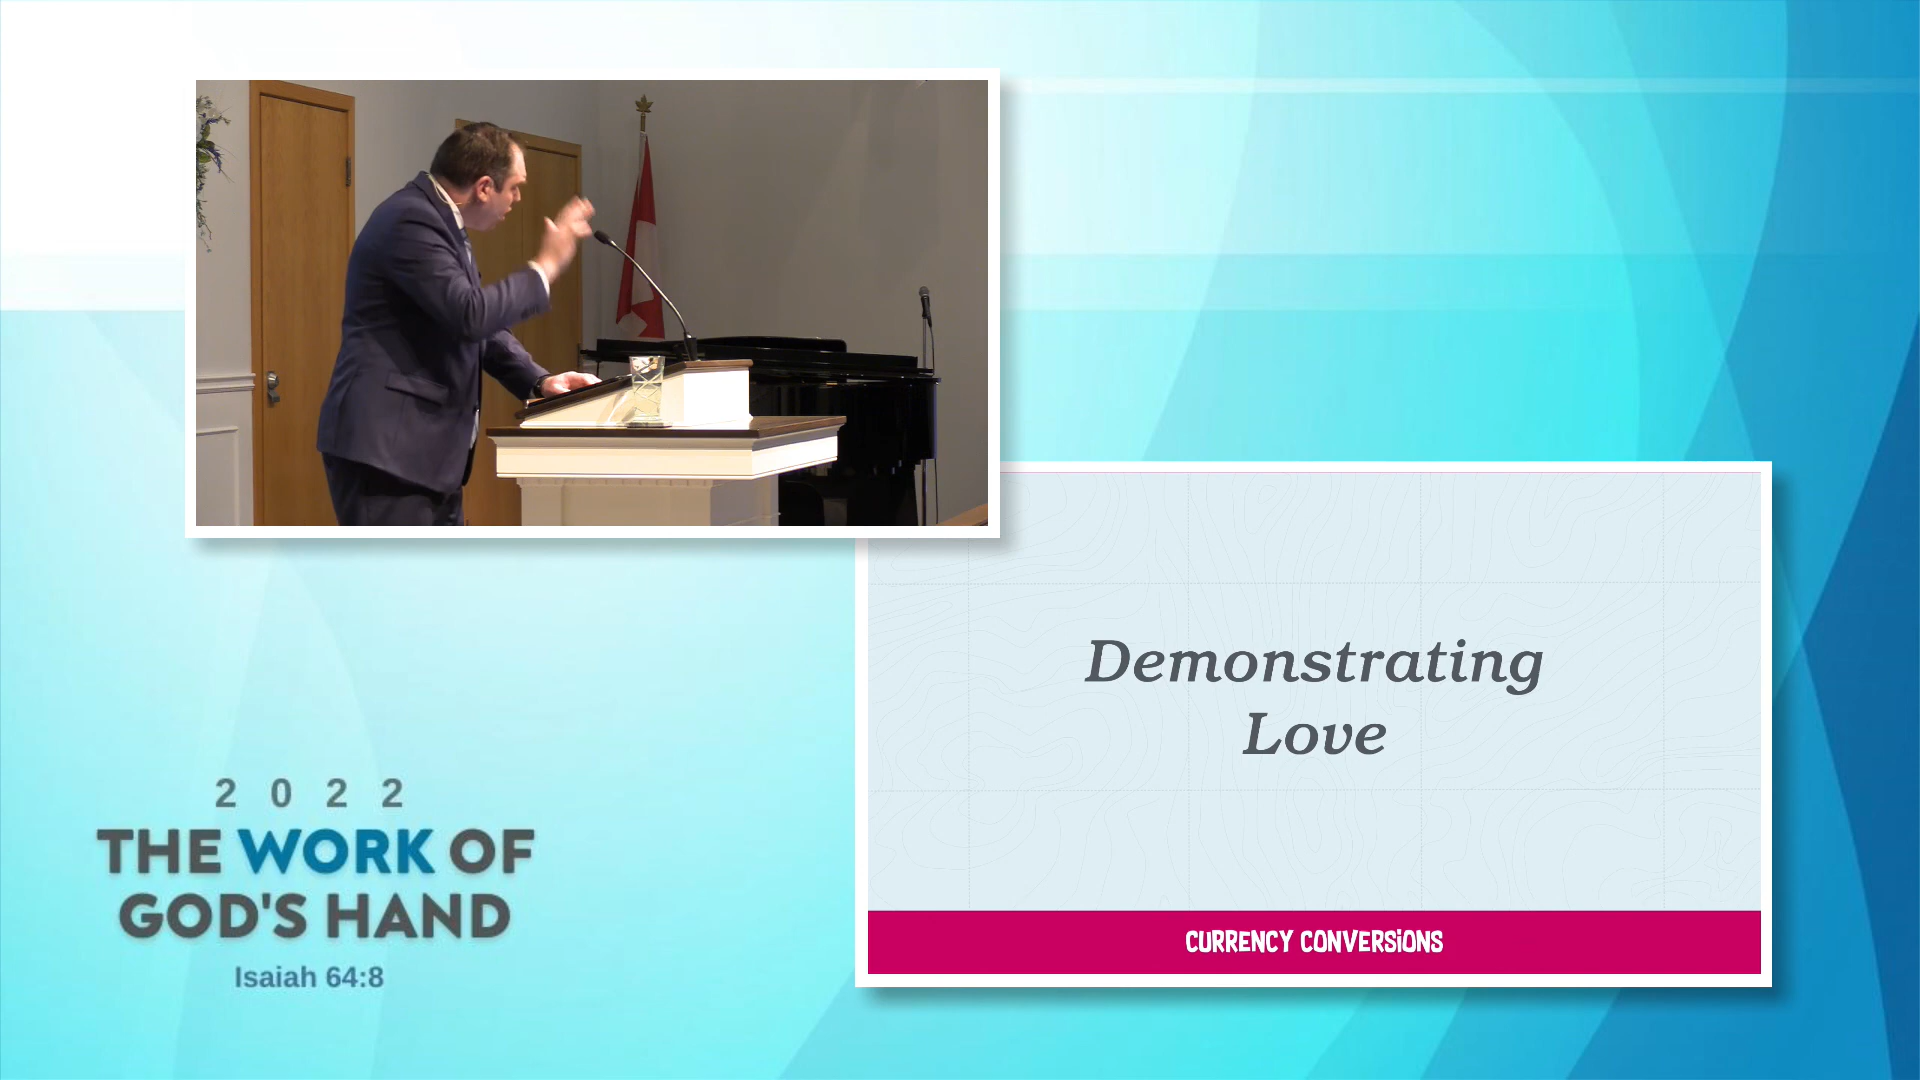 Demonstrating
Love
CURRENCY CONVERSIONS
2022
THE WORK OF
GOD'S HAND
Isaiah 64:8